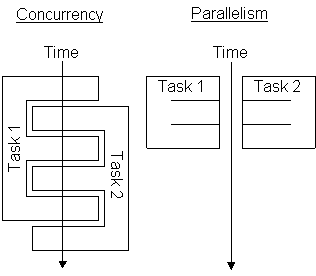 Concurrency
Time
Task 1
Task 2
Parallelism
Time
Task 1
Task 2